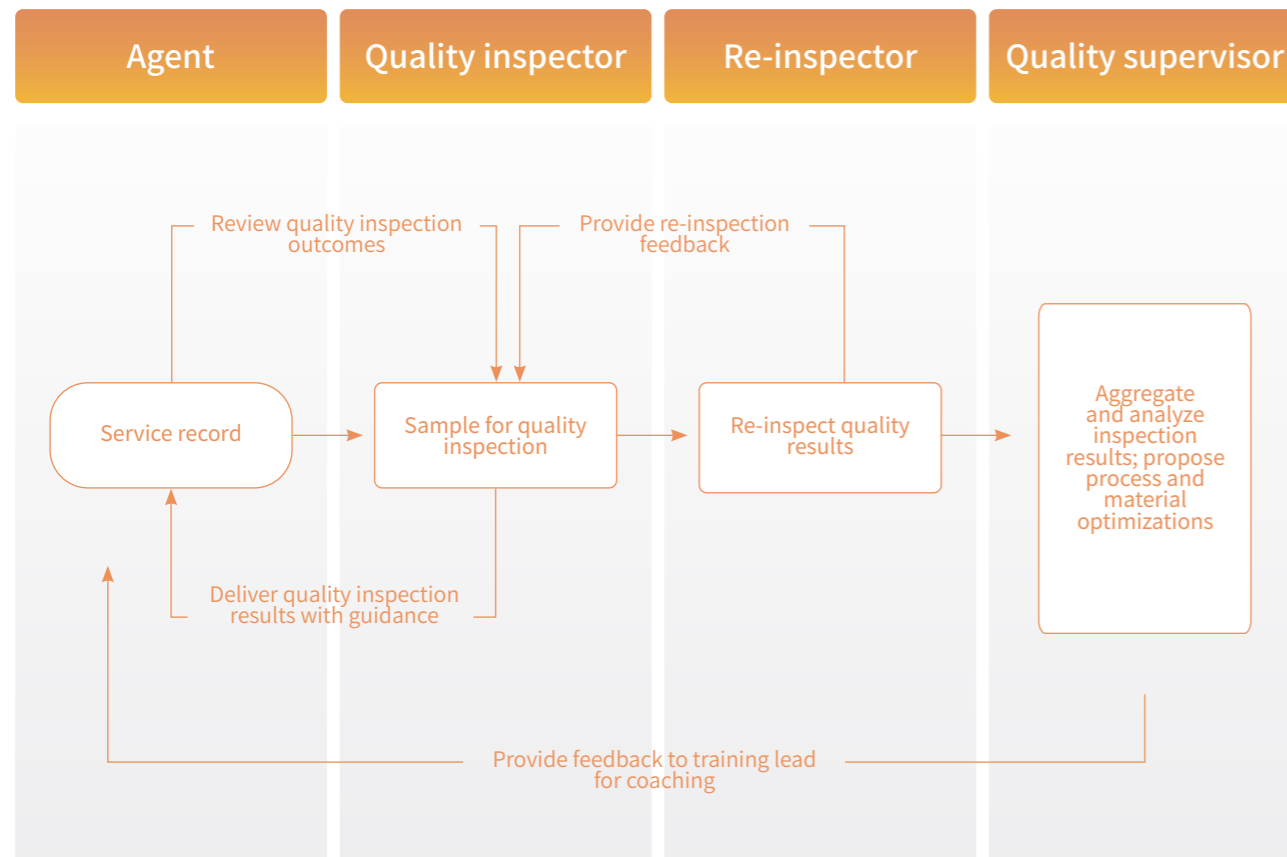 Agent
Quality inspector
Re-inspector
Quality supervisor
Review quality inspection
outcomes
Provide re-inspection
feedback
Service record
Sample for quality
inspection
Re-inspect quality
results
Aggregate
and analyze
inspection
results; propose
process and
material
optimizations
Deliver quality inspection
results with guidance
Provide feedback to training lead
for coaching